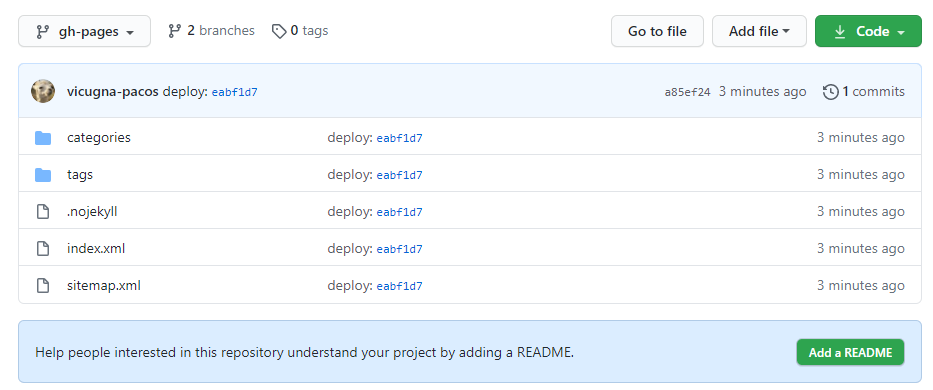 gh-pages 2 branches 0 tags Go to file Add file Code
vicugna-pacos deploy: eabf1d7 a85ef24 3 minutes ago 1 commits
categories deploy: eabf1d7 3 minutes ago
tags deploy: eabf1d7 3 minutes ago
.nojekyll deploy: eabf1d7 3 minutes ago
index.xml deploy: eabf1d7 3 minutes ago
sitemap.xml deploy: eabf1d7 3 minutes ago
Help people interested in this repository understand your project by adding a README. Add a README